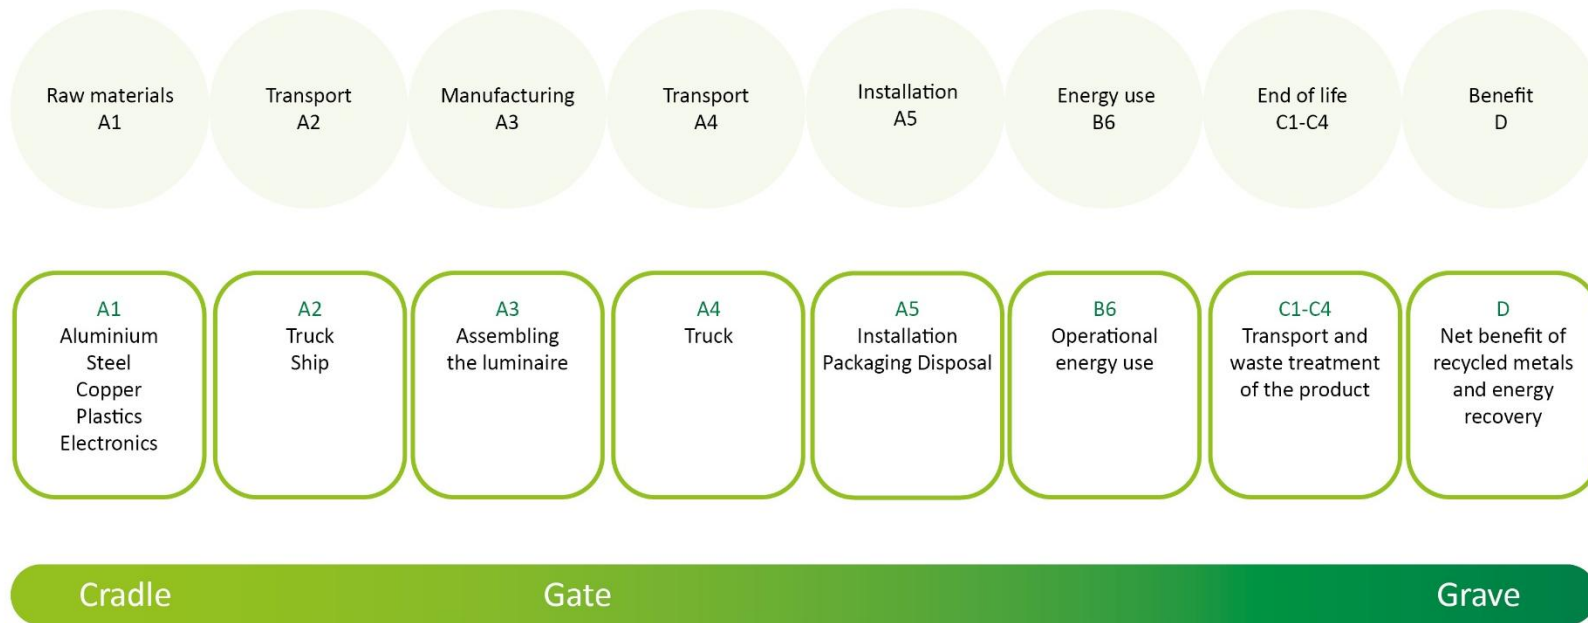 Raw materials
A1
Transport
A2
Manufacturing
A3
Transport
A4
Installation
A5
Energy use
B6
End of life
C1-C4
Benefit
D
A1
Aluminium
Steel
Copper
Plastics
Electronics
A2
Truck
Ship
A3
Assembling
the luminaire
A4
Truck
A5
Installation
Packaging Disposal
B6
Operational
energy use
C1-C4
Transport and
waste treatment
of the product
D
Net benefit of
recycled metals
and energy
recovery
Cradle
Gate
Grave